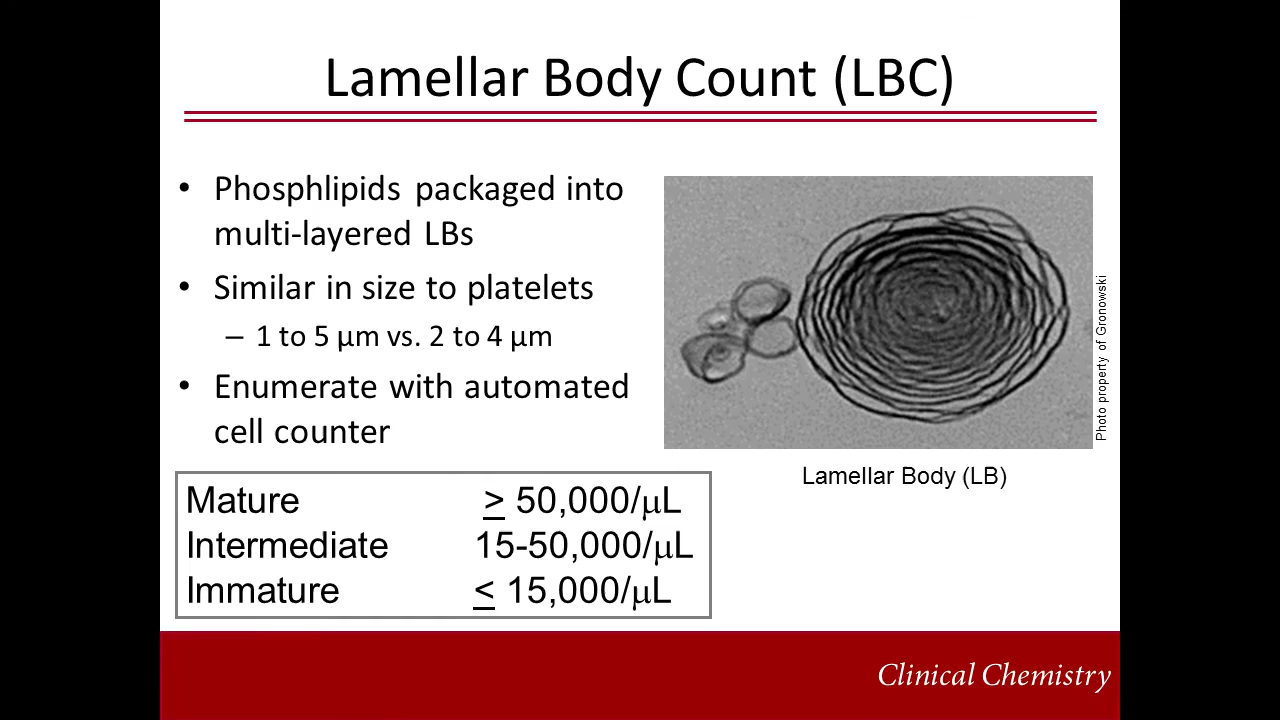 Lamellar Body Count (LBC)
• Phosphlipids packaged into
multi-layered LBs
• Similar in size to platelets
– 1 to 5 µm vs. 2 to 4 µm
• Enumerate with automated
cell counter
Photo property of Gronowski
Lamellar Body (LB)
Mature ≥ 50,000/µL
Intermediate 15-50,000/µL
Immature ≤ 15,000/µL
Clinical Chemistry